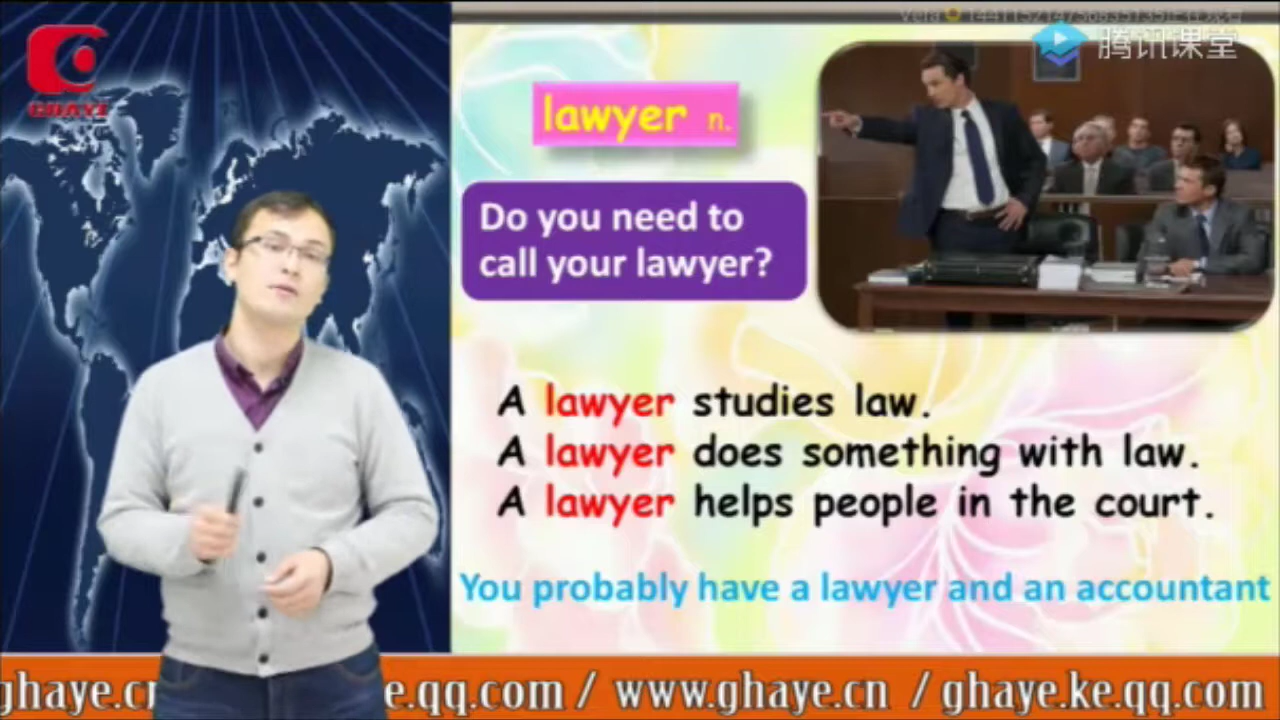 GHAYE
腾讯课堂
lawyer n.
Do you need to
call your lawyer?
A lawyer studies law.
A lawyer does something with law.
A lawyer helps people in the court.
You probably have a lawyer and an accountant
ghaye.cn e.qq.com / www.ghaye.cn / ghaye.ke.qq.com